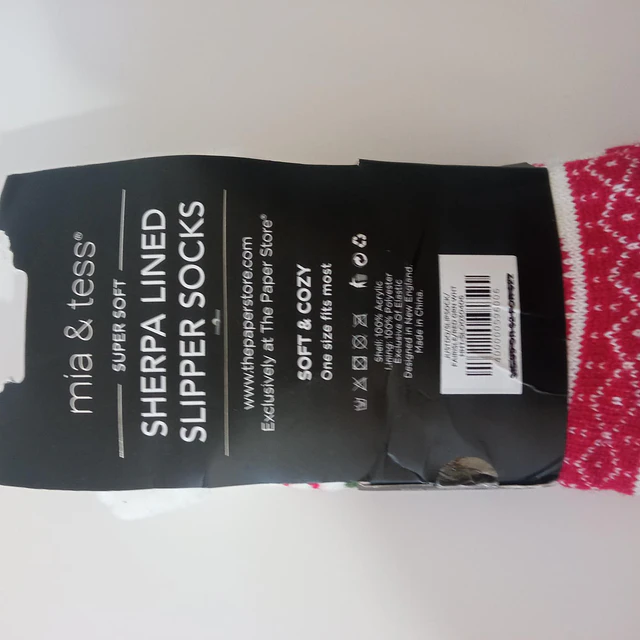 mia & tess®
SUPER SOFT
SHERPA LINED
SLIPPER SOCKS
www.thepaperstore.com
Exclusively at The Paper Store®
SOFT & COZY
One size fits most
Shell: 100% Acrylic
Lining: 100% Polyester
Exclusive Of Elastic
Designed in New England.
Made in China.